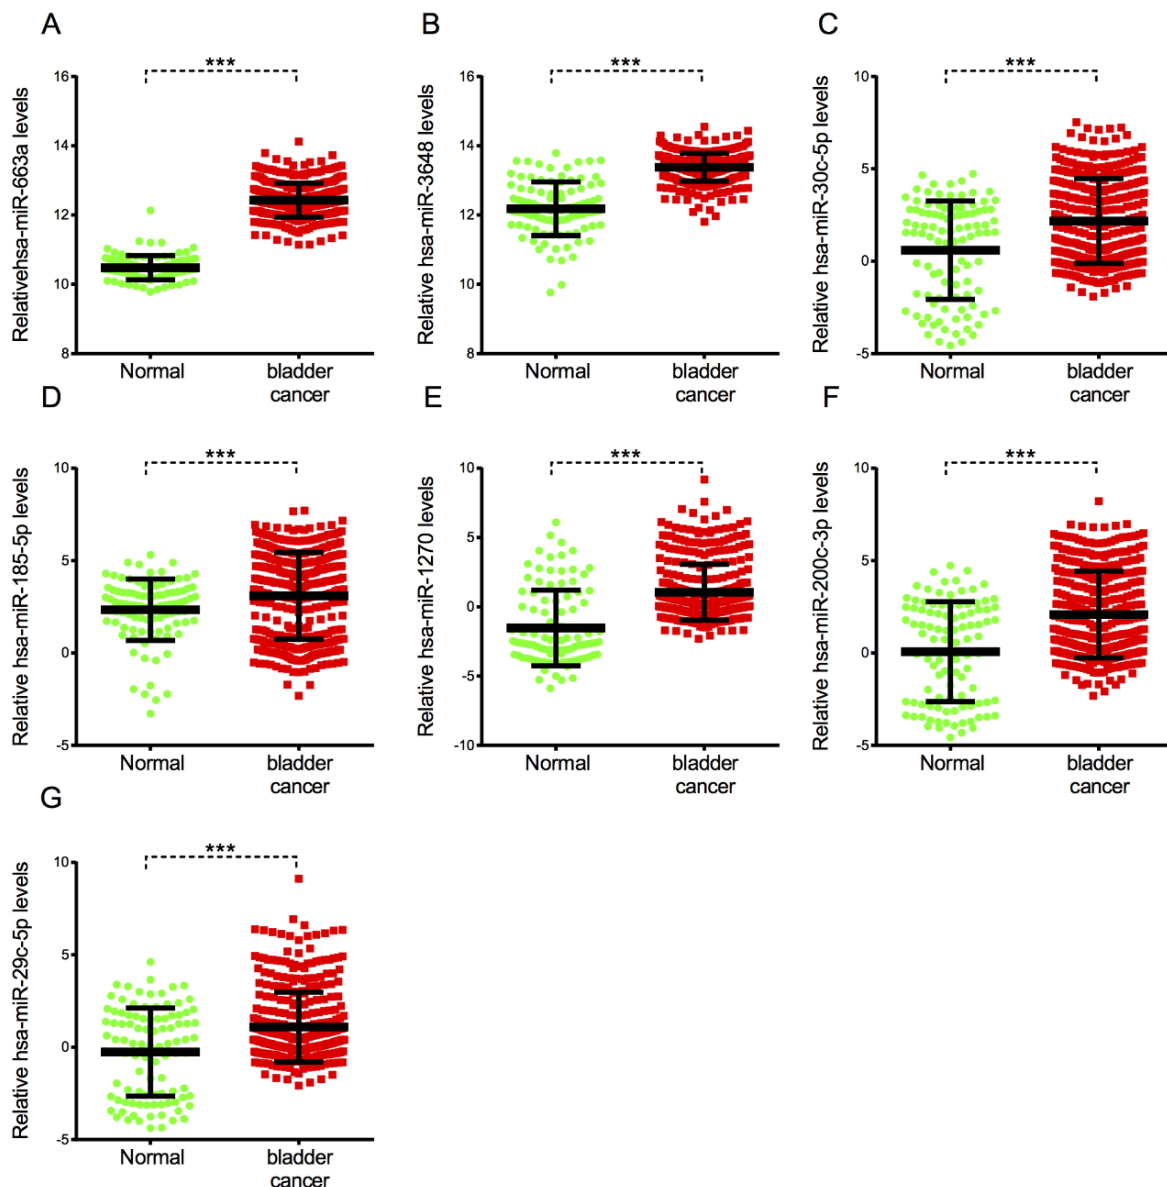 A
***
Relativehsa-miR-663a levels
16
14
12
10
8
Normal
bladder
cancer
B
***
Relative hsa-miR-3648 levels
16
14
12
10
8
Normal
bladder
cancer
C
***
Relative hsa-miR-30c-5p levels
10
5
0
-5
Normal
bladder
cancer
D
***
Relative hsa-miR-185-5p levels
10
5
0
-5
Normal
bladder
cancer
E
***
Relative hsa-miR-1270 levels
10
5
0
-5
-10
Normal
bladder
cancer
F
***
Relative hsa-miR-200c-3p levels
10
5
0
-5
Normal
bladder
cancer
G
***
Relative hsa-miR-29c-5p levels
10
5
0
-5
Normal
bladder
cancer